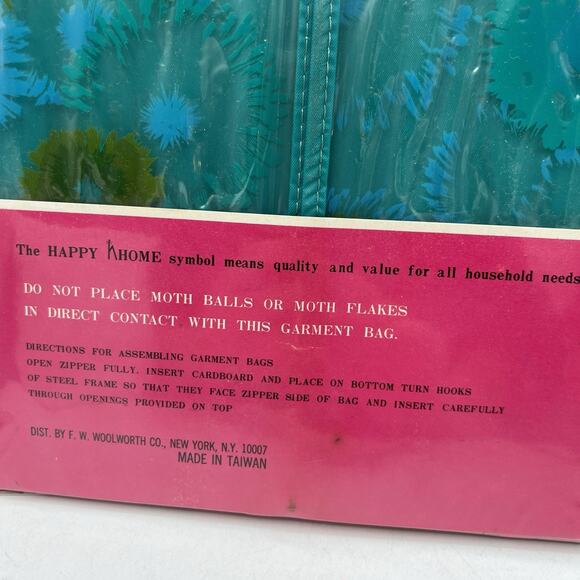 The HAPPY HOME symbol means quality and value for all household needs
DO NOT PLACE MOTH BALLS OR MOTH FLAKES
IN DIRECT CONTACT WITH THIS GARMENT BAG.
DIRECTIONS FOR ASSEMBLING GARMENT BAGS
OPEN ZIPPER FULLY. INSERT CARDBOARD AND PLACE ON BOTTOM TURN HOOKS
OF STEEL FRAME SO THAT THEY FACE ZIPPER SIDE OF BAG AND INSERT CAREFULLY
THROUGH OPENINGS PROVIDED ON TOP
DIST. BY F. W. WOOLWORTH CO., NEW YORK, N.Y. 10007
MADE IN TAIWAN